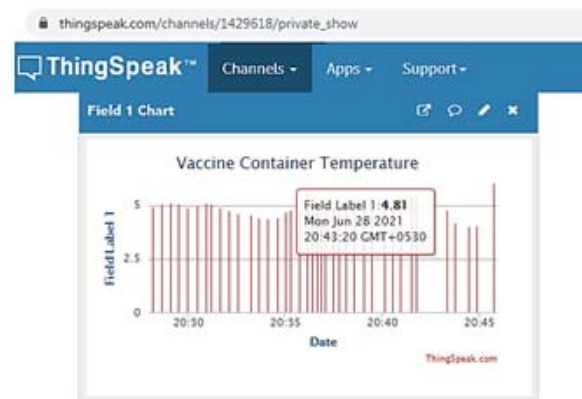 thingspeak.com/channels/1429618/private_show
ThingSpeak™ Channels Apps Support
Field 1 Chart
Vaccine Container Temperature
Field Label 1:4.81
Mon Jun 28 2021
20:43:20 GMT+0530
Field Label 1
5
2.5
0
20:30 20:35 20:40 20:45
Date
ThingSpeak.com